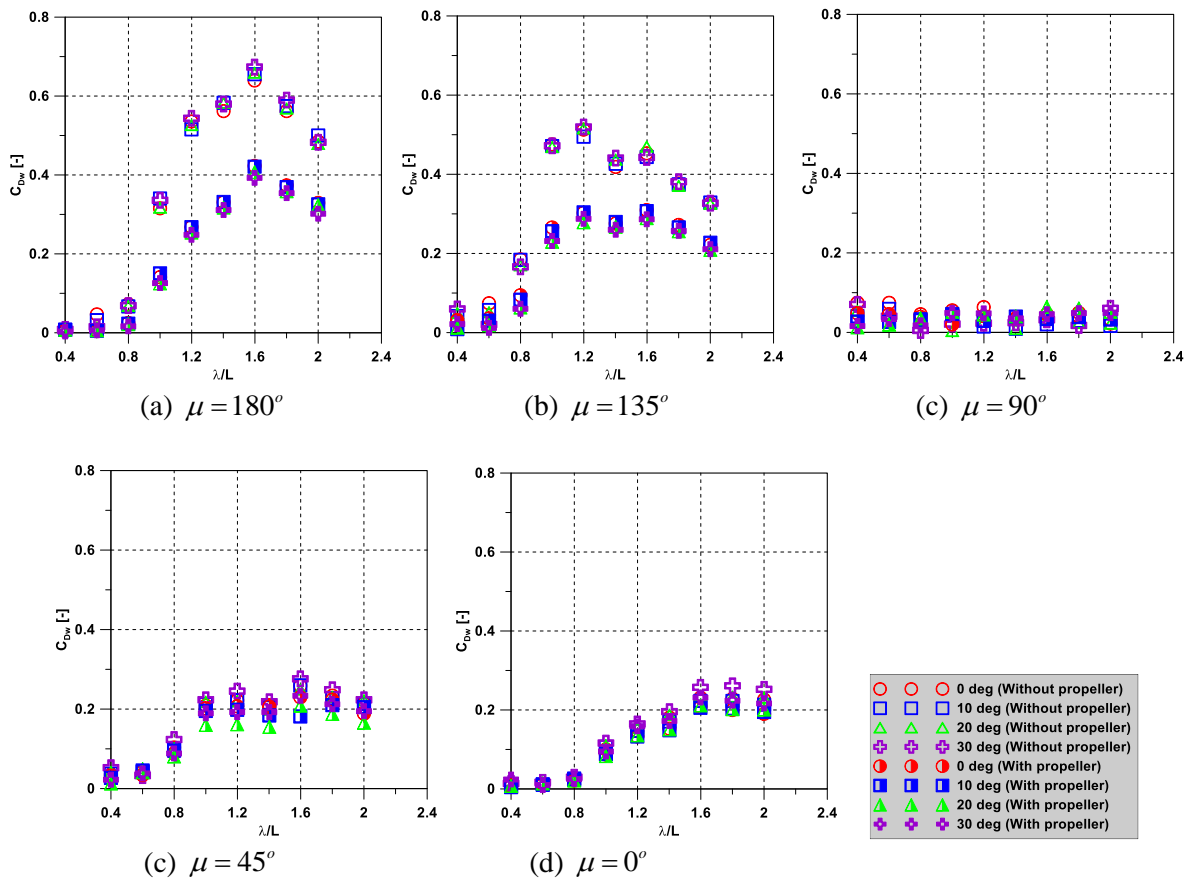 0.8
0.6
0.4
0.2
0
C_Dw [-]
0.4 0.8 1.2 1.6 2 2.4
λ/L
(a) μ = 180°
0.8
0.6
0.4
0.2
0
C_Dw [-]
0.4 0.8 1.2 1.6 2 2.4
λ/L
(b) μ = 135°
0.8
0.6
0.4
0.2
0
C_Dw [-]
0.4 0.8 1.2 1.6 2 2.4
λ/L
(c) μ = 90°
0.8
0.6
0.4
0.2
0
C_Dw [-]
0.4 0.8 1.2 1.6 2 2.4
λ/L
(c) μ = 45°
0.8
0.6
0.4
0.2
0
C_Dw [-]
0.4 0.8 1.2 1.6 2 2.4
λ/L
(d) μ = 0°
0 deg (Without propeller)
10 deg (Without propeller)
20 deg (Without propeller)
30 deg (Without propeller)
0 deg (With propeller)
10 deg (With propeller)
20 deg (With propeller)
30 deg (With propeller)